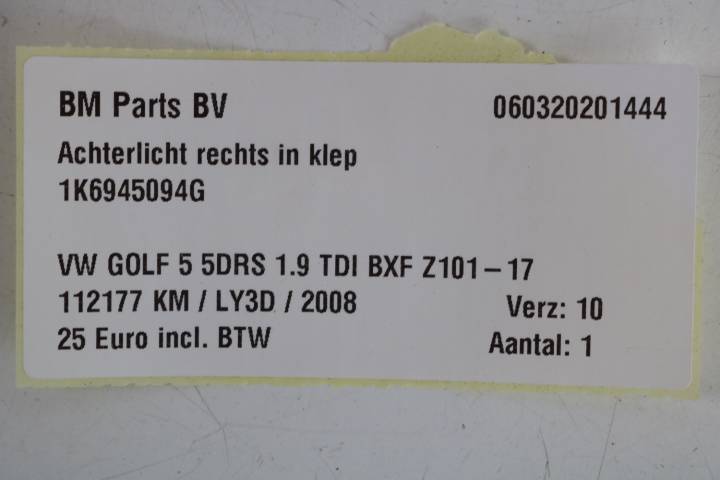 BM Parts BV 060320201444
Achterlicht rechts in klep
1K6945094G
VW GOLF 5 5DRS 1.9 TDI BXF Z101-17
112177 KM / LY3D / 2008 Verz: 10
25 Euro incl. BTW Aantal: 1